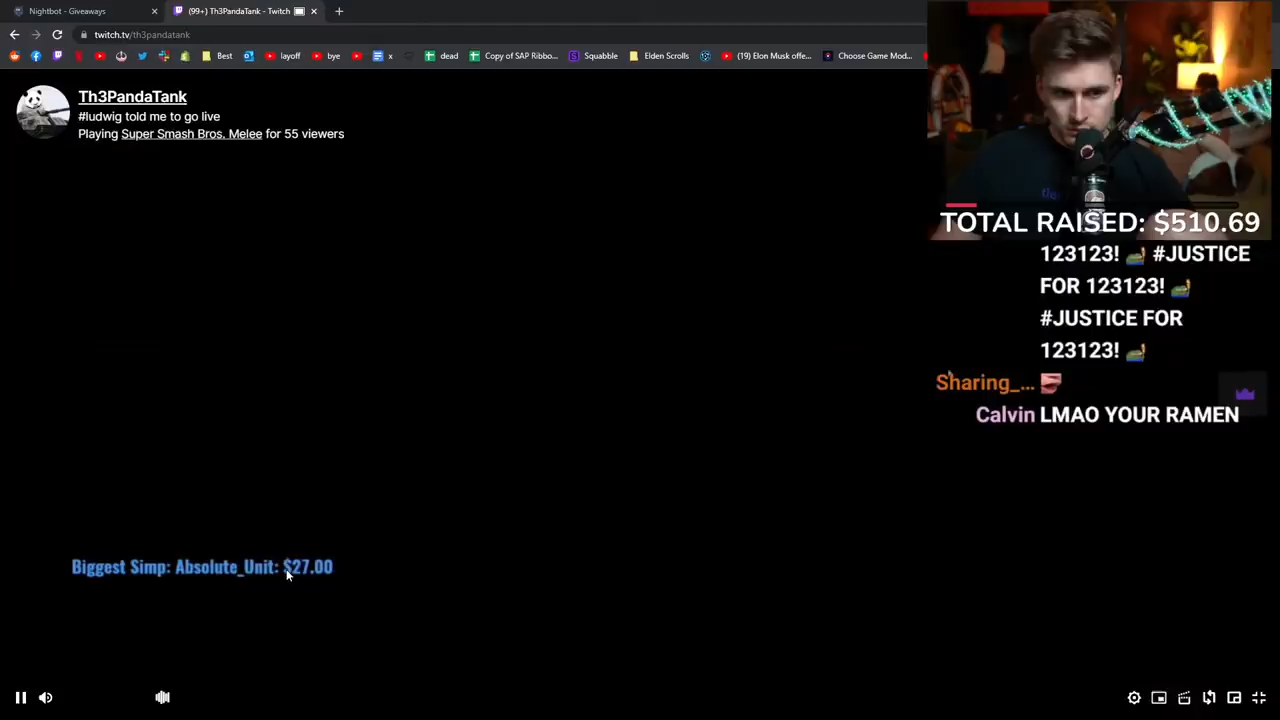 Nightbot - Giveaways
(99+) Th3PandaTank - Twitch
twitch.tv/th3pandatank
Best
layoff
bye
x
dead
Copy of SAP Ribbo...
Squabble
Elden Scrolls
(19) Elon Musk offe...
Choose Game Mod...
Th3PandaTank
#ludwig told me to go live
Playing Super Smash Bros. Melee for 55 viewers
TOTAL RAISED: $510.69
123123! #JUSTICE
FOR 123123!
#JUSTICE FOR
123123!
Sharing_...
Calvin LMAO YOUR RAMEN
Biggest Simp: Absolute_Unit: $27.00